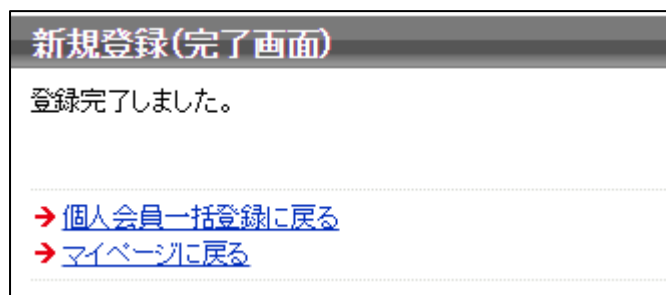 新規登録(完了画面)
登録完了しました。
→個人会員一括登録に戻る
→マイページに戻る